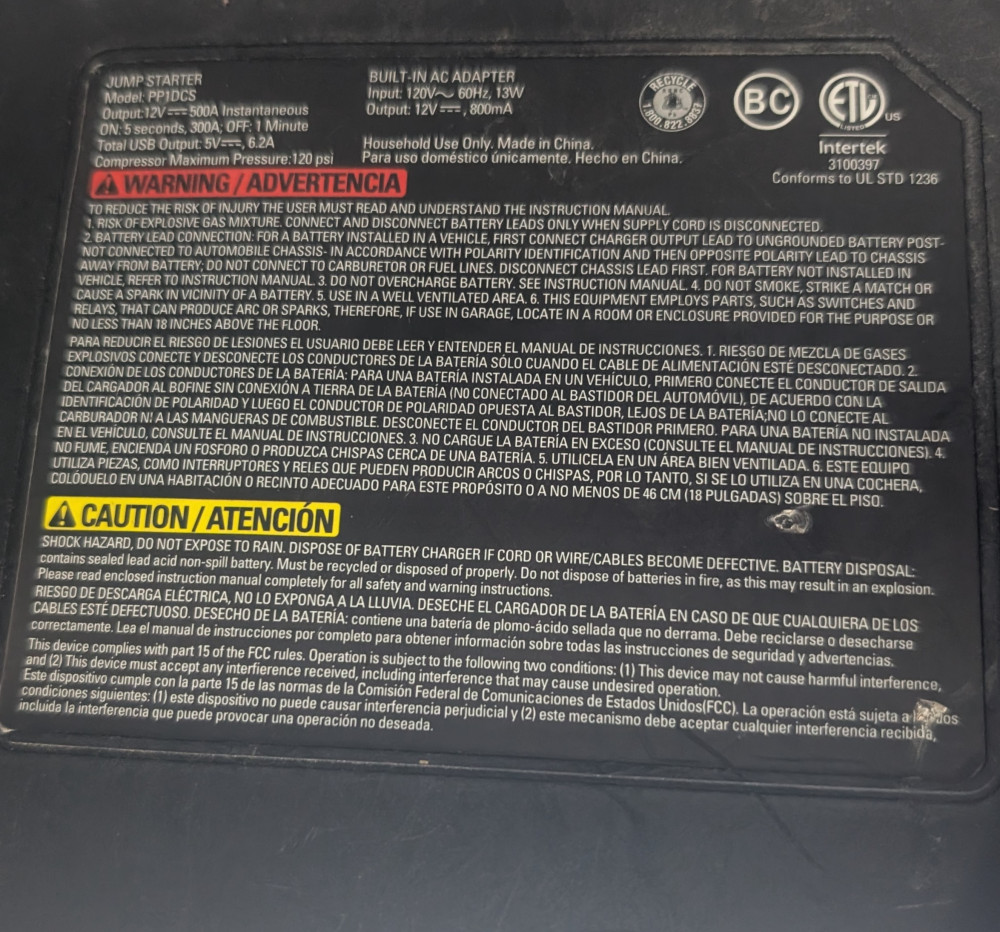 JUMP STARTER
Model: PP1DCS
Output:12V⎓ 500A Instantaneous
ON: 5 seconds, 300A; OFF: 1 Minute
Total USB Output: 5V⎓, 6.2A
Compressor Maximum Pressure:120 psi
BUILT-IN AC ADAPTER
Input: 120V~ 60Hz, 13W
Output: 12V⎓, 800mA
Household Use Only. Made in China.
Para uso doméstico únicamente. Hecho en China.
RECYCLE
1.800.822.8837
BC
ETL
LISTED
US
Intertek
3100397
Conforms to UL STD 1236
WARNING / ADVERTENCIA
TO REDUCE THE RISK OF INJURY THE USER MUST READ AND UNDERSTAND THE INSTRUCTION MANUAL.
1. RISK OF EXPLOSIVE GAS MIXTURE. CONNECT AND DISCONNECT BATTERY LEADS ONLY WHEN SUPPLY CORD IS DISCONNECTED.
2. BATTERY LEAD CONNECTION: FOR A BATTERY INSTALLED IN A VEHICLE, FIRST CONNECT CHARGER OUTPUT LEAD TO UNGROUNDED BATTERY POST-
NOT CONNECTED TO AUTOMOBILE CHASSIS- IN ACCORDANCE WITH POLARITY IDENTIFICATION AND THEN OPPOSITE POLARITY LEAD TO CHASSIS
AWAY FROM BATTERY; DO NOT CONNECT TO CARBURETOR OR FUEL LINES. DISCONNECT CHASSIS LEAD FIRST. FOR BATTERY NOT INSTALLED IN
VEHICLE, REFER TO INSTRUCTION MANUAL. 3. DO NOT OVERCHARGE BATTERY. SEE INSTRUCTION MANUAL. 4. DO NOT SMOKE, STRIKE A MATCH OR
CAUSE A SPARK IN VICINITY OF A BATTERY. 5. USE IN A WELL VENTILATED AREA. 6. THIS EQUIPMENT EMPLOYS PARTS, SUCH AS SWITCHES AND
RELAYS, THAT CAN PRODUCE ARC OR SPARKS, THEREFORE, IF USE IN GARAGE, LOCATE IN A ROOM OR ENCLOSURE PROVIDED FOR THE PURPOSE OR
NO LESS THAN 18 INCHES ABOVE THE FLOOR.
PARA REDUCIR EL RIESGO DE LESIONES EL USUARIO DEBE LEER Y ENTENDER EL MANUAL DE INSTRUCCIONES. 1. RIESGO DE MEZCLA DE GASES
EXPLOSIVOS CONECTE Y DESCONECTE LOS CONDUCTORES DE LA BATERÍA SÓLO CUANDO EL CABLE DE ALIMENTACIÓN ESTÉ DESCONECTADO. 2.
CONEXIÓN DE LOS CONDUCTORES DE LA BATERÍA: PARA UNA BATERÍA INSTALADA EN UN VEHÍCULO, PRIMERO CONECTE EL CONDUCTOR DE SALIDA
DEL CARGADOR AL BOFINE SIN CONEXIÓN A TIERRA DE LA BATERÍA (NO CONECTADO AL BASTIDOR DEL AUTOMÓVIL), DE ACUERDO CON LA
IDENTIFICACIÓN DE POLARIDAD Y LUEGO EL CONDUCTOR DE POLARIDAD OPUESTA AL BASTIDOR, LEJOS DE LA BATERÍA;NO LO CONECTE AL
CARBURADOR NI A LAS MANGUERAS DE COMBUSTIBLE. DESCONECTE EL CONDUCTOR DEL BASTIDOR PRIMERO. PARA UNA BATERÍA NO INSTALADA
EN EL VEHÍCULO, CONSULTE EL MANUAL DE INSTRUCCIONES. 3. NO CARGUE LA BATERÍA EN EXCESO (CONSULTE EL MANUAL DE INSTRUCCIONES). 4.
NO FUME, ENCIENDA UN FOSFORO O PRODUZCA CHISPAS CERCA DE UNA BATERÍA. 5. UTILICELA EN UN ÁREA BIEN VENTILADA. 6. ESTE EQUIPO
UTILIZA PIEZAS, COMO INTERRUPTORES Y RELES QUE PUEDEN PRODUCIR ARCOS O CHISPAS, POR LO TANTO, SI SE LO UTILIZA EN UNA COCHERA,
COLÓQUELO EN UNA HABITACIÓN O RECINTO ADECUADO PARA ESTE PROPÓSITO O A NO MENOS DE 46 CM (18 PULGADAS) SOBRE EL PISO.
CAUTION / ATENCIÓN
SHOCK HAZARD, DO NOT EXPOSE TO RAIN. DISPOSE OF BATTERY CHARGER IF CORD OR WIRE/CABLES BECOME DEFECTIVE. BATTERY DISPOSAL:
contains sealed lead acid non-spill battery. Must be recycled or disposed of properly. Do not dispose of batteries in fire, as this may result in an explosion.
Please read enclosed instruction manual completely for all safety and warning instructions.
RIESGO DE DESCARGA ELÉCTRICA, NO LO EXPONGA A LA LLUVIA. DESECHE EL CARGADOR DE LA BATERÍA EN CASO DE QUE CUALQUIERA DE LOS
CABLES ESTÉ DEFECTUOSO. DESECHO DE LA BATERÍA: contiene una batería de plomo-ácido sellada que no derrama. Debe reciclarse o desecharse
correctamente. Lea el manual de instrucciones por completo para obtener información sobre todas las instrucciones de seguridad y advertencias.
This device complies with part 15 of the FCC rules. Operation is subject to the following two conditions: (1) This device may not cause harmful interference,
and (2) This device must accept any interfierence received, including interference that may cause undesired operation.
Este dispositivo cumple con la parte 15 de las normas de la Comisión Federal de Comunicaciones de Estados Unidos(FCC). La operación está sujeta a
condiciones siguientes: (1) este dispositivo no puede causar interferencia perjudicial y (2) este mecanismo debe aceptar cualquier interferencia recibida,
incluida la interferencia que puede provocar una operación no deseada.